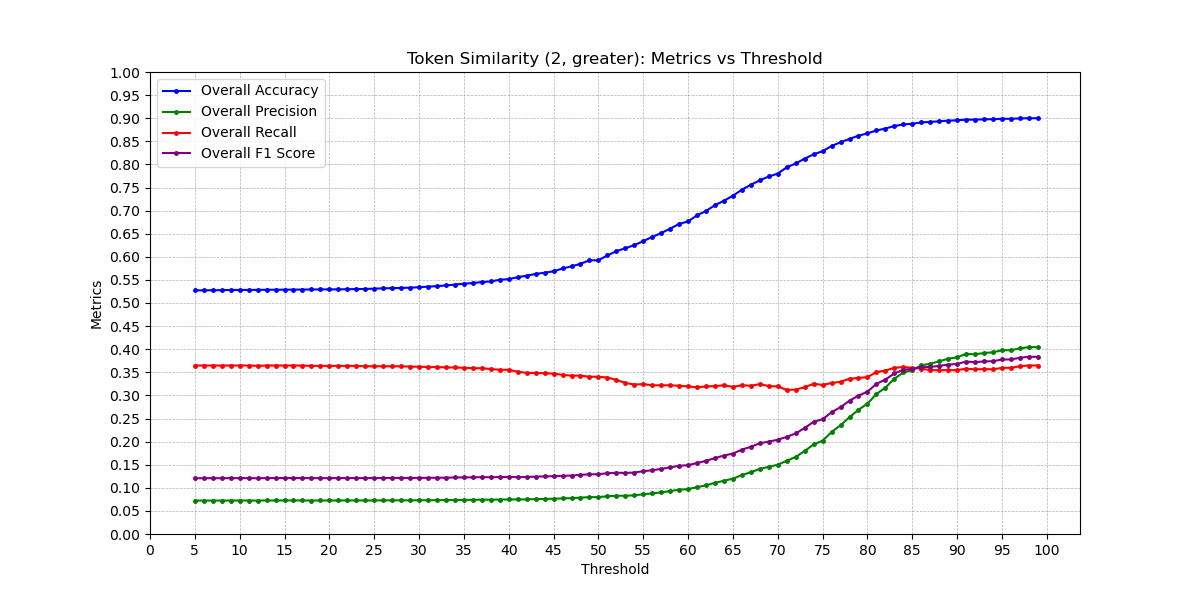 Token Similarity (2, greater): Metrics vs Threshold
1.00
0.95
0.90
0.85
0.80
0.75
0.70
0.65
0.60
0.55
0.50
0.45
0.40
0.35
0.30
0.25
0.20
0.15
0.10
0.05
0.00
Metrics
Overall Accuracy
Overall Precision
Overall Recall
Overall F1 Score
0 5 10 15 20 25 30 35 40 45 50 55 60 65 70 75 80 85 90 95 100
Threshold